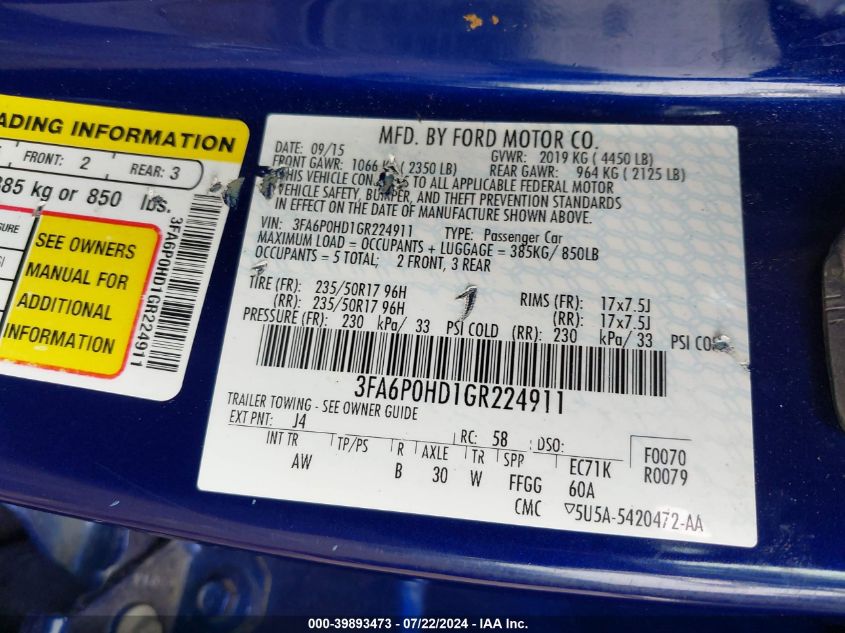 ADING INFORMATION
FRONT: 2 REAR: 3
385 kg or 850 lbs.
SEE OWNERS
MANUAL FOR
ADDITIONAL
INFORMATION
3FA6P0HD1GR224911
MFD. BY FORD MOTOR CO.
DATE: 09/15 GVWR: 2019 KG ( 4450 LB)
FRONT GAWR: 1066 (2350 LB) REAR GAWR: 964 KG ( 2125 LB)
THIS VEHICLE TO ALL APPLICABLE FEDERAL MOTOR
VEHICLE SAFETY, BUMPER, AND THEFT PREVENTION STANDARDS
IN EFFECT ON THE DATE OF MANUFACTURE SHOWN ABOVE.
VIN: 3FA6P0HD1GR224911 TYPE: Passenger Car
MAXIMUM LOAD = OCCUPANTS + LUGGAGE = 385KG/ 850LB
OCCUPANTS = 5 TOTAL; 2 FRONT, 3 REAR
TIRE (FR): 235/50R17 96H RIMS (FR): 17x7.5J
(RR): 235/50R17 96H (RR): 17x7.5J
PRESSURE (FR): 230 kPa/ 33 PSI COLD (RR): 230 kPa/ 33 PSI COLD
3FA6P0HD1GR224911
TRAILER TOWING - SEE OWNER GUIDE
EXT PNT: J4 RC: 58 DSO: F0070
INT TR TP/PS R AXLE TR SPP EC71K R0079
AW B 30 W FFGG 60A
CMC 5U5A-5420472-AA
000-39893473 - 07/22/2024 - IAA Inc.